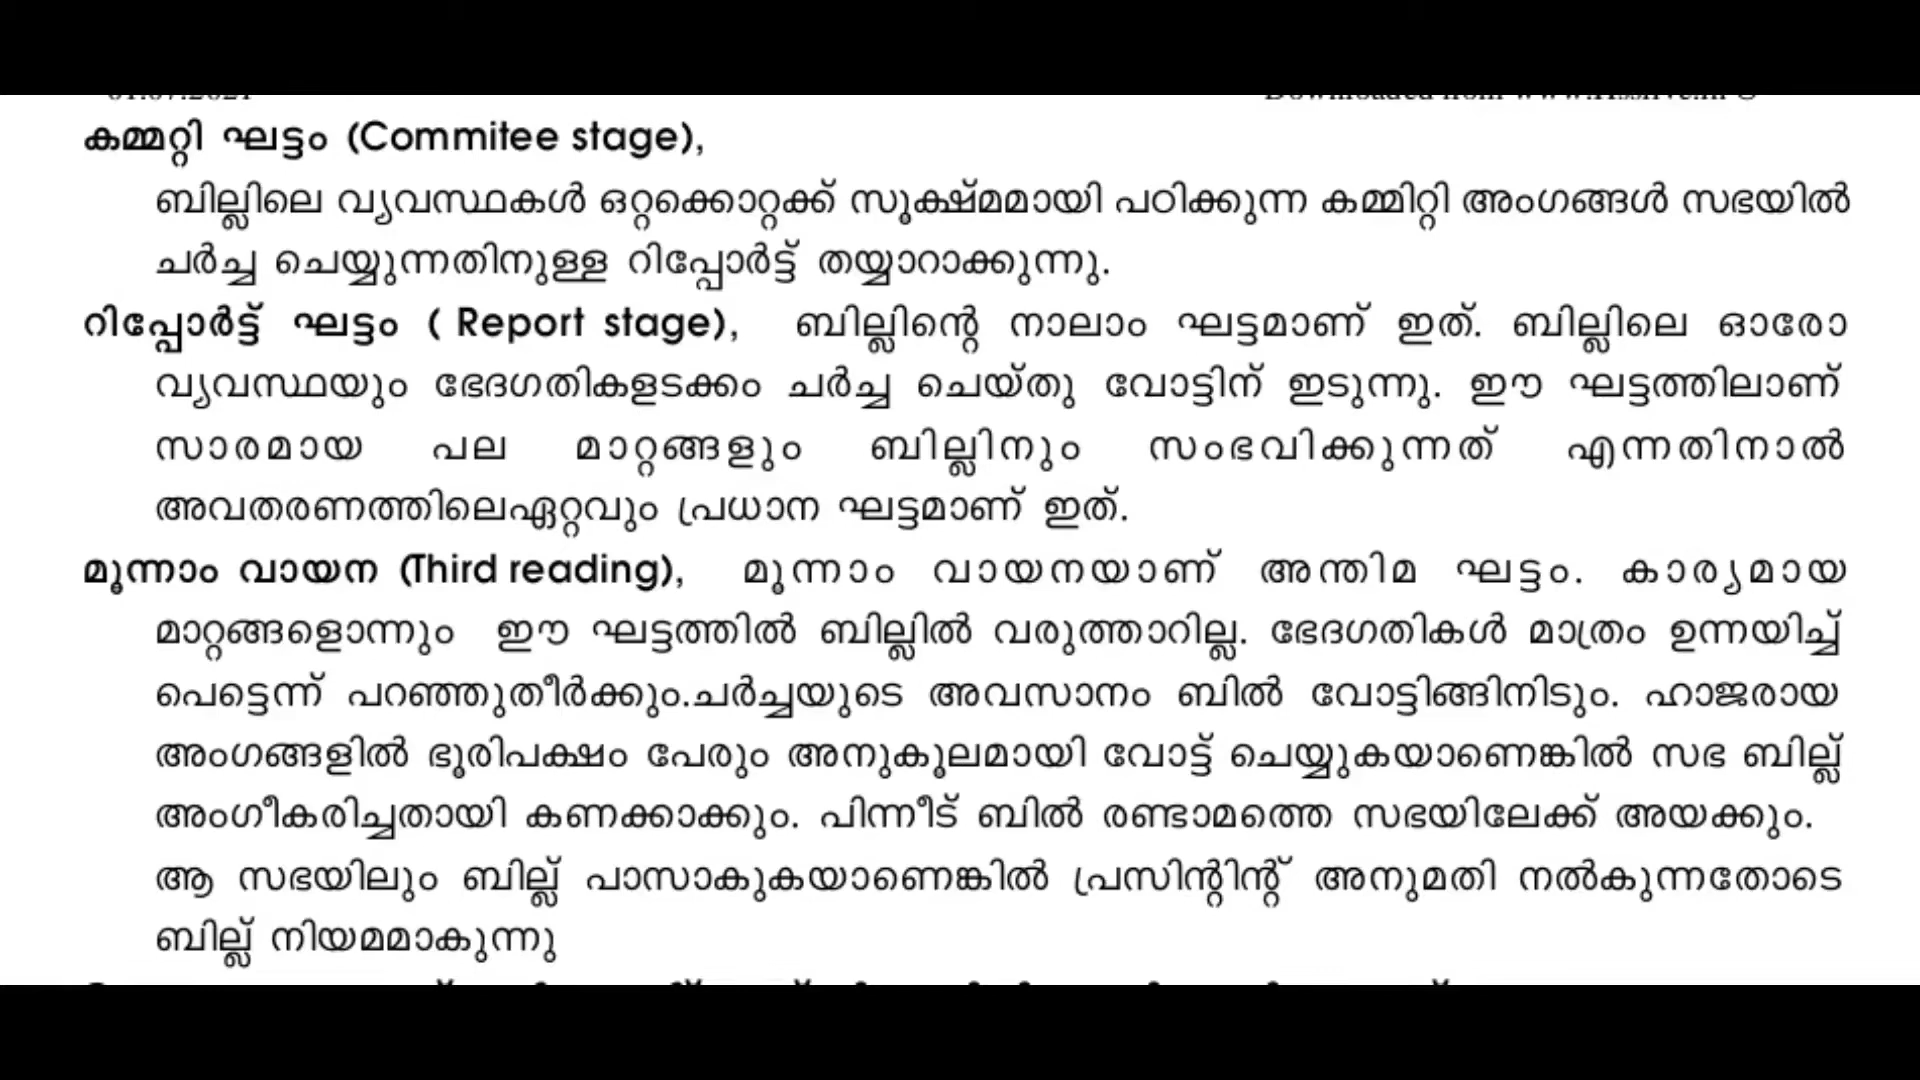 കമ്മറ്റി ഘട്ടം (Commitee stage),
ബില്ലിലെ വ്യവസ്ഥകൾ ഒറ്റക്കൊറ്റക്ക് സൂക്ഷ്മമായി പഠിക്കുന്ന കമ്മിറ്റി അംഗങ്ങൾ സഭയിൽ
ചർച്ച ചെയ്യുന്നതിനുള്ള റിപ്പോർട്ട് തയ്യാറാക്കുന്നു.
റിപ്പോർട്ട് ഘട്ടം ( Report stage), ബില്ലിന്റെ നാലാം ഘട്ടമാണ് ഇത്. ബില്ലിലെ ഓരോ
വ്യവസ്ഥയും ഭേദഗതികളടക്കം ചർച്ച ചെയ്തു വോട്ടിന് ഇടുന്നു. ഈ ഘട്ടത്തിലാണ്
സാരമായ പല മാറ്റങ്ങളും ബില്ലിനും സംഭവിക്കുന്നത് എന്നതിനാൽ
അവതരണത്തിലെഏറ്റവും പ്രധാന ഘട്ടമാണ് ഇത്.
മൂന്നാം വായന (Third reading), മൂന്നാം വായനയാണ് അന്തിമ ഘട്ടം. കാര്യമായ
മാറ്റങ്ങളൊന്നും ഈ ഘട്ടത്തിൽ ബില്ലിൽ വരുത്താറില്ല. ഭേദഗതികൾ മാത്രം ഉന്നയിച്ച്
പെട്ടെന്ന് പറഞ്ഞുതീർക്കും.ചർച്ചയുടെ അവസാനം ബിൽ വോട്ടിങ്ങിനിടും. ഹാജരായ
അംഗങ്ങളിൽ ഭൂരിപക്ഷം പേരും അനുകൂലമായി വോട്ട് ചെയ്യുകയാണെങ്കിൽ സഭ ബില്ല്
അംഗീകരിച്ചതായി കണക്കാക്കും. പിന്നീട് ബിൽ രണ്ടാമത്തെ സഭയിലേക്ക് അയക്കും.
ആ സഭയിലും ബില്ല് പാസാകുകയാണെങ്കിൽ പ്രസിന്റിന്റ് അനുമതി നൽകുന്നതോടെ
ബില്ല് നിയമമാകുന്നു